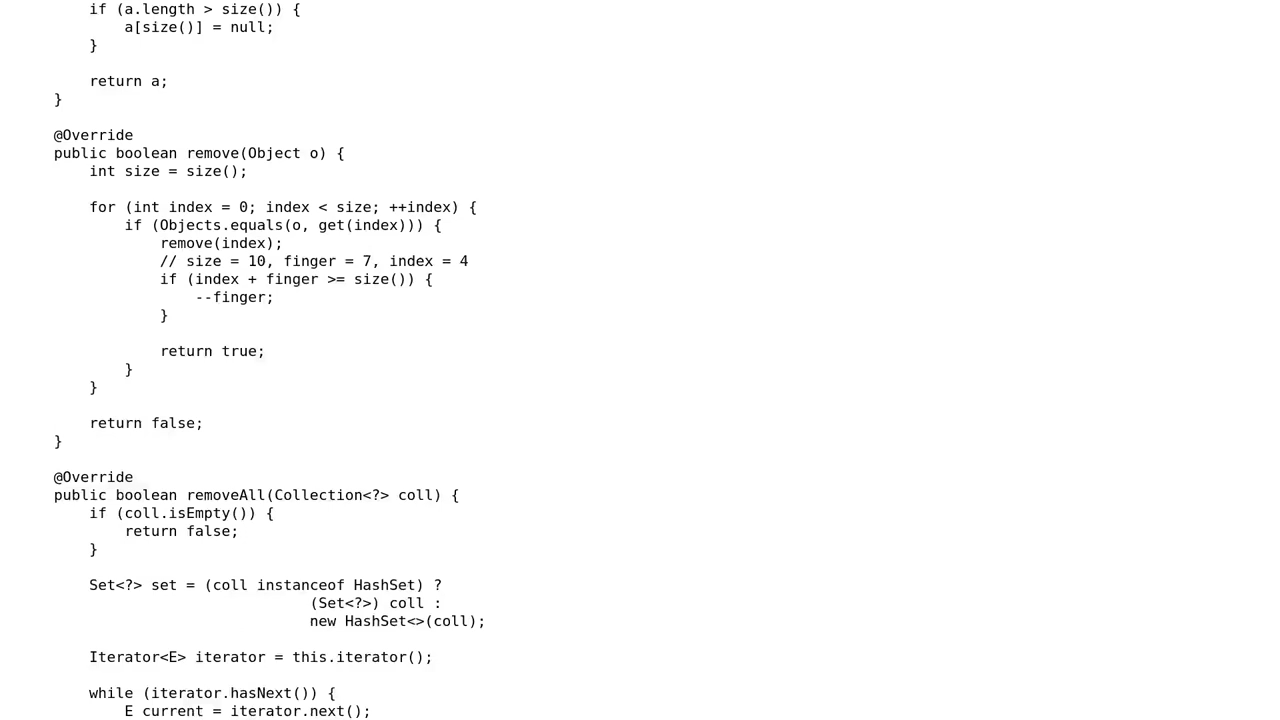 if (a.length > size()) {
a[size()] = null;
}
return a;
}
@Override
public boolean remove(Object o) {
int size = size();
for (int index = 0; index < size; ++index) {
if (Objects.equals(o, get(index))) {
remove(index);
// size = 10, finger = 7, index = 4
if (index + finger >= size()) {
--finger;
}
return true;
}
}
return false;
}
@Override
public boolean removeAll(Collection<?> coll) {
if (coll.isEmpty()) {
return false;
}
Set<?> set = (coll instanceof HashSet) ?
(Set<?>) coll :
new HashSet<>(coll);
Iterator<E> iterator = this.iterator();
while (iterator.hasNext()) {
E current = iterator.next();